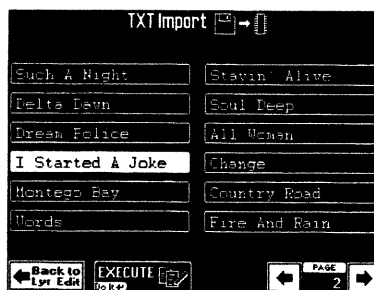 TXT Import
Such A Night
Delta Dawn
Dream Police
I Started A Joke
Montego Bay
Words
Stayin' Alive
Soul Deep
All Woman
Change
Country Road
Fire And Rain
Back to
Lyr Edit
EXECUTE
PAGE
2